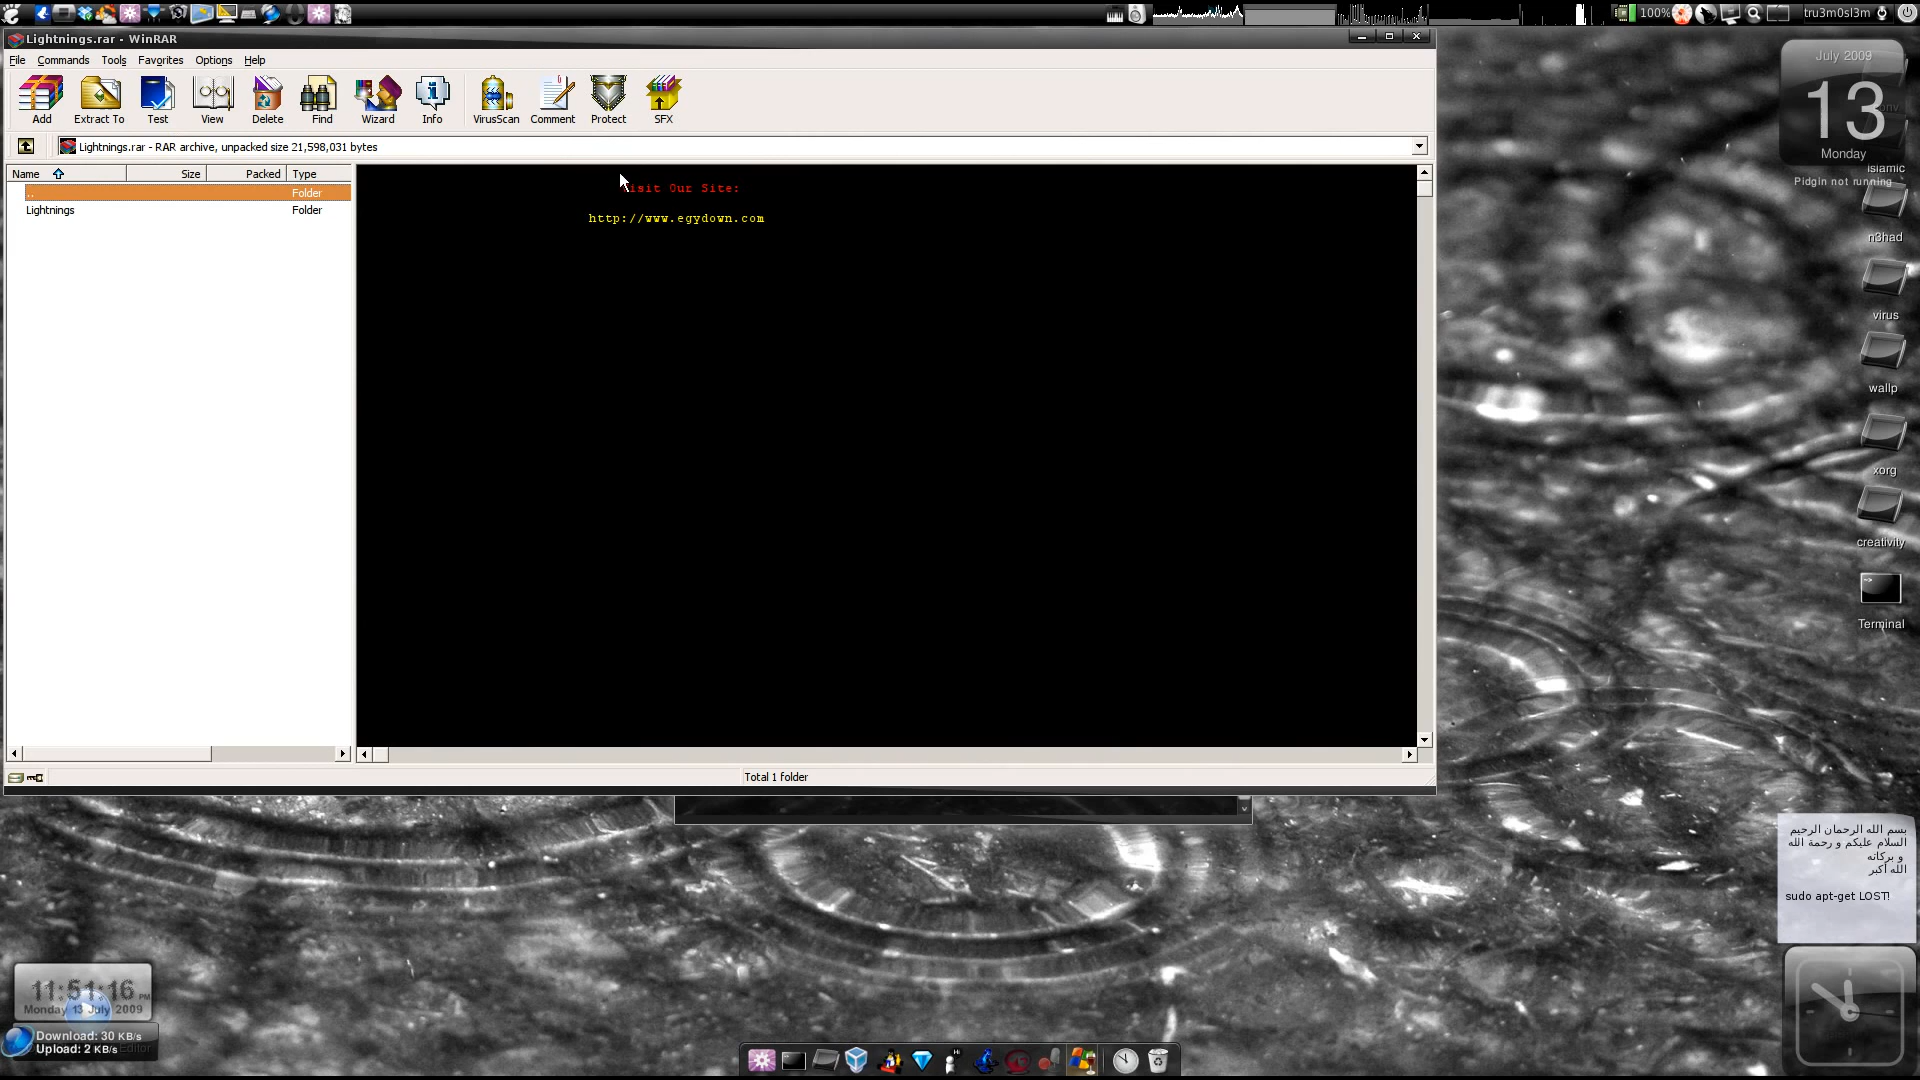 100%
tru3m0sl3m
Lightnings.rar - WinRAR
File Commands Tools Favorites Options Help
Add Extract To Test View Delete Find Wizard Info VirusScan Comment Protect SFX
Lightnings.rar - RAR archive, unpacked size 21,598,031 bytes
Name Size Packed Type
.. Folder
Lightnings Folder
isit Our Site:
http://www.egydown.com
Total 1 folder
July 2009
13
Monday
islamic
Pidgin not running
n3had
virus
wallp
xorg
creativity
Terminal
بسم الله الرحمان الرحيم
السلام عليكم و رحمة الله
و بركاته
الله أكبر
sudo apt-get LOST!
11:51:16 PM
Monday 13 July 2009
Download: 30 KB/s
Upload: 2 KB/s